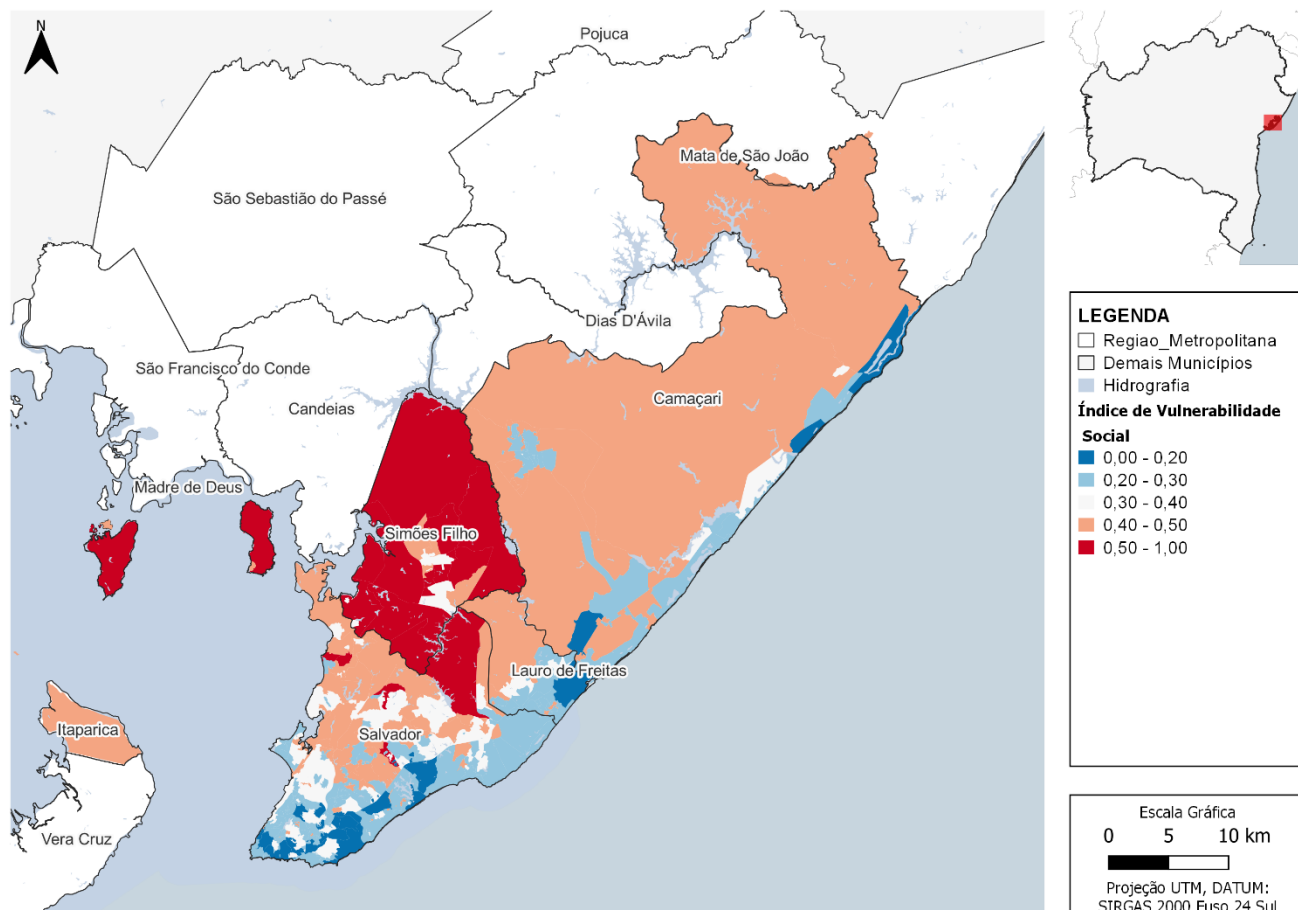 N
Pojuca
Mata de São João
São Sebastião do Passé
Dias D'Ávila
São Francisco do Conde
Camaçari
Candeias
Madre de Deus
Simões Filho
Lauro de Freitas
Itaparica
Salvador
Vera Cruz
LEGENDA
Regiao_Metropolitana
Demais Municípios
Hidrografia
Índice de Vulnerabilidade
Social
0,00 - 0,20
0,20 - 0,30
0,30 - 0,40
0,40 - 0,50
0,50 - 1,00
Escala Gráfica
0 5 10 km
Projeção UTM, DATUM:
SIRGAS 2000 Fuso 24 Sul